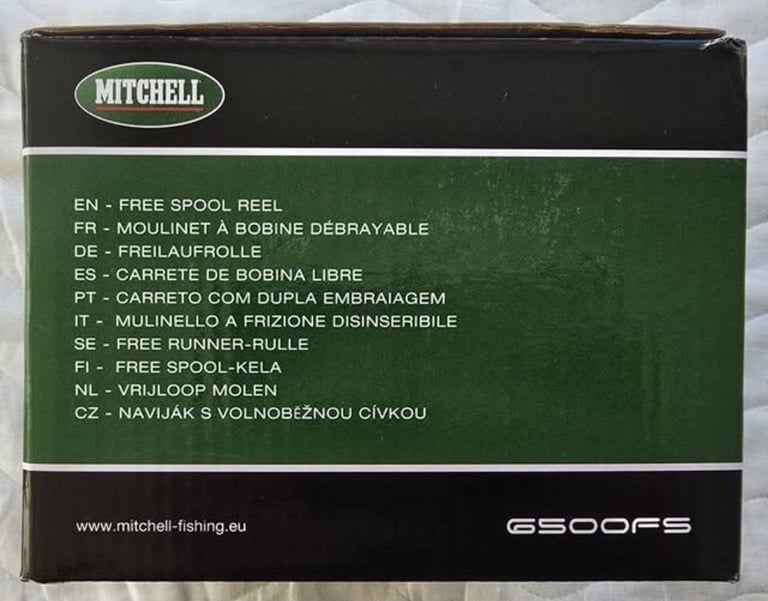 MITCHELL
EN - FREE SPOOL REEL
FR - MOULINET À BOBINE DÉBRAYABLE
DE - FREILAUFROLLE
ES - CARRETE DE BOBINA LIBRE
PT - CARRETO COM DUPLA EMBRAIAGEM
IT - MULINELLO A FRIZIONE DISINSERIBILE
SE - FREE RUNNER-RULLE
FI - FREE SPOOL-KELA
NL - VRIJLOOP MOLEN
CZ - NAVIJÁK S VOLNOBĚŽNOU CÍVKOU
www.mitchell-fishing.eu
6500FS